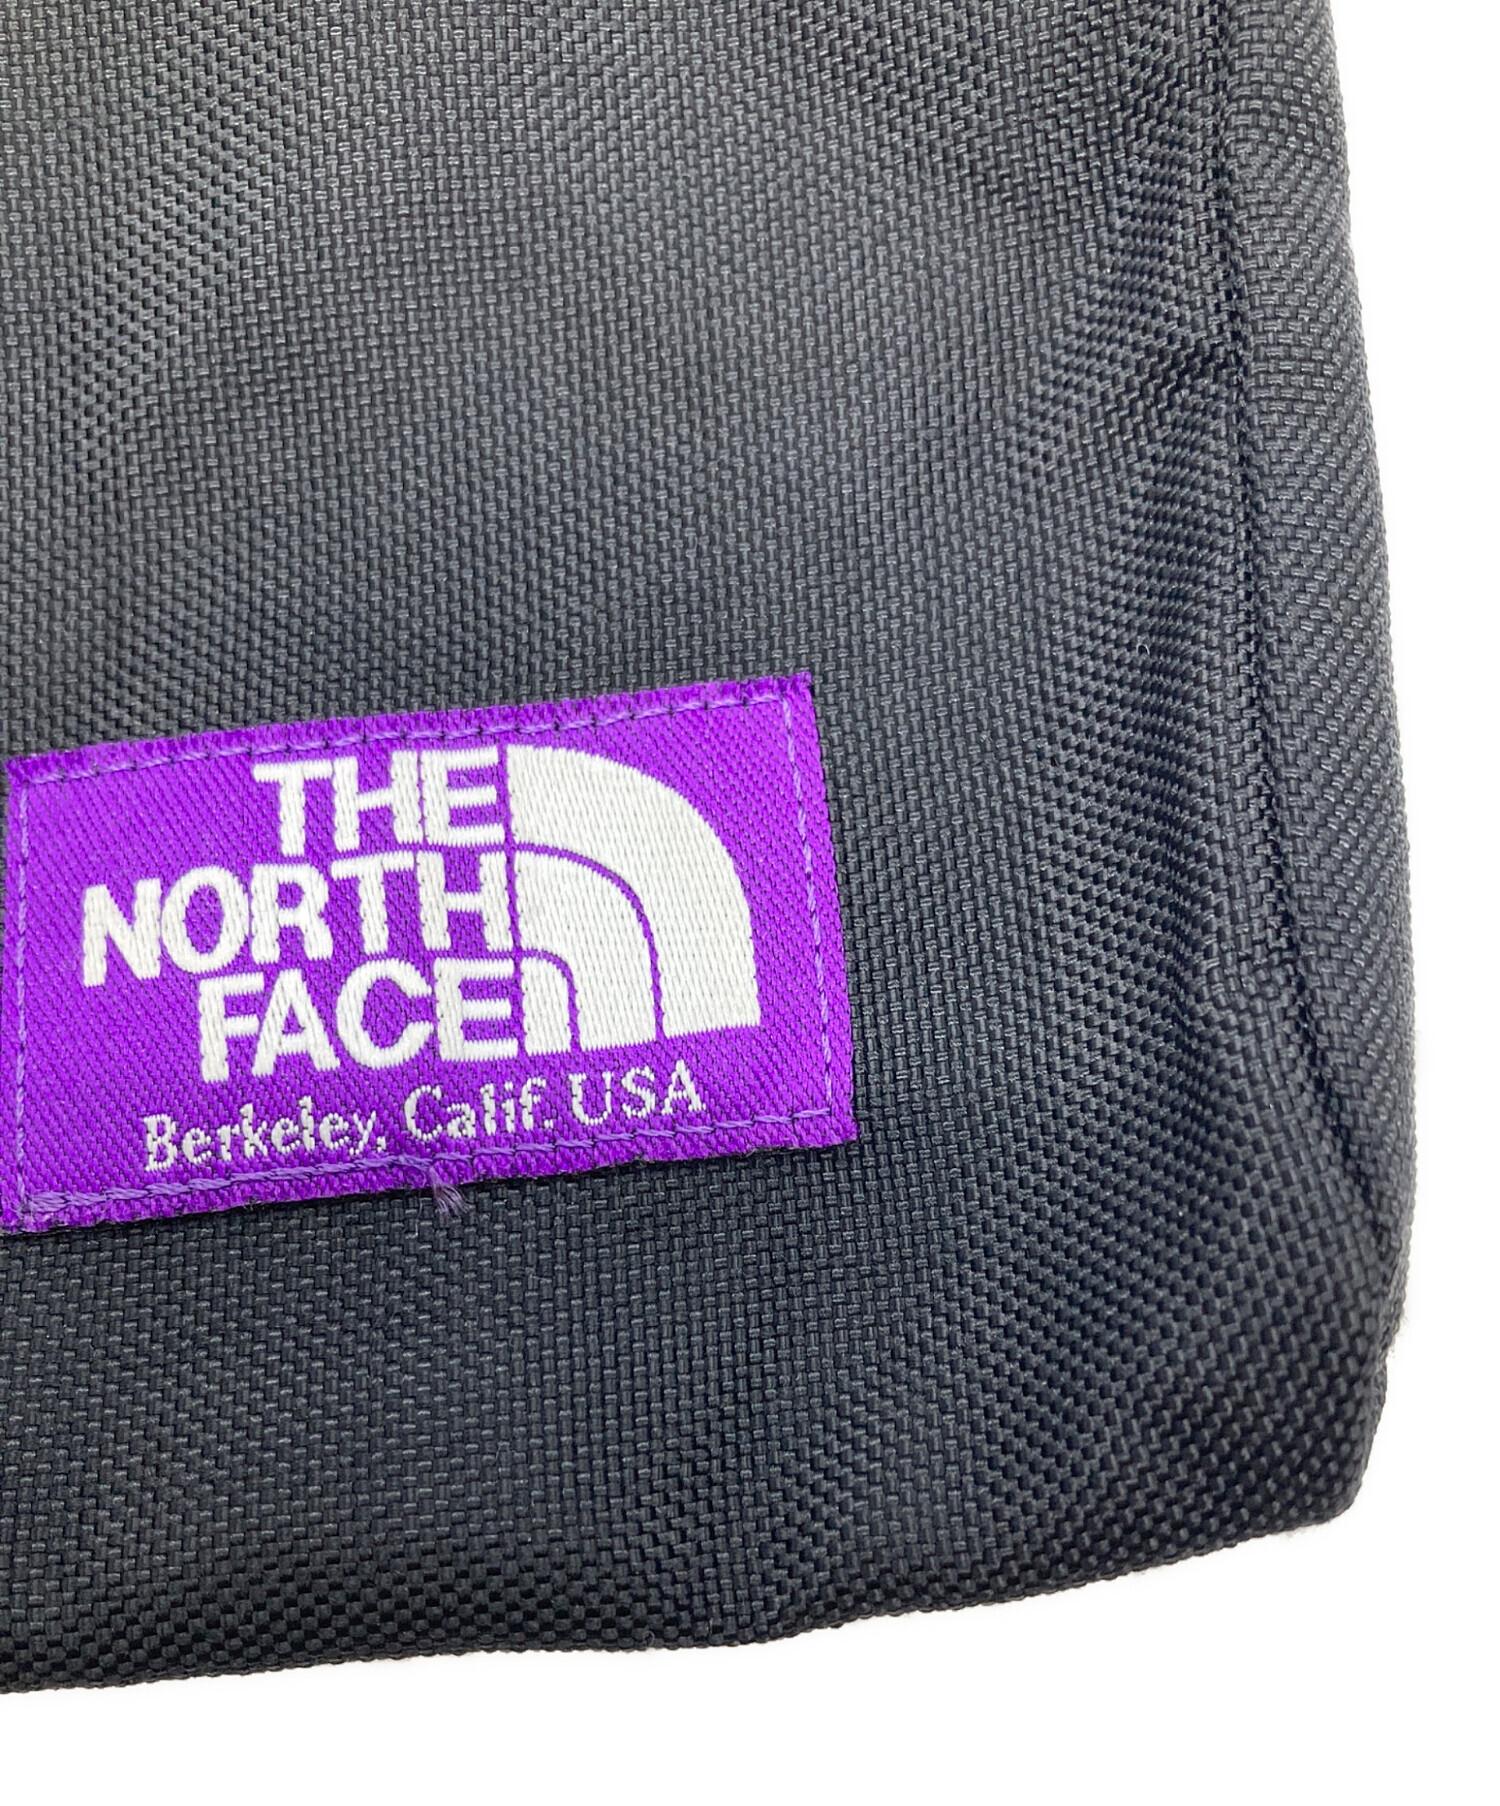 THE
NORTH
FACE
Berkeley, Calif. USA